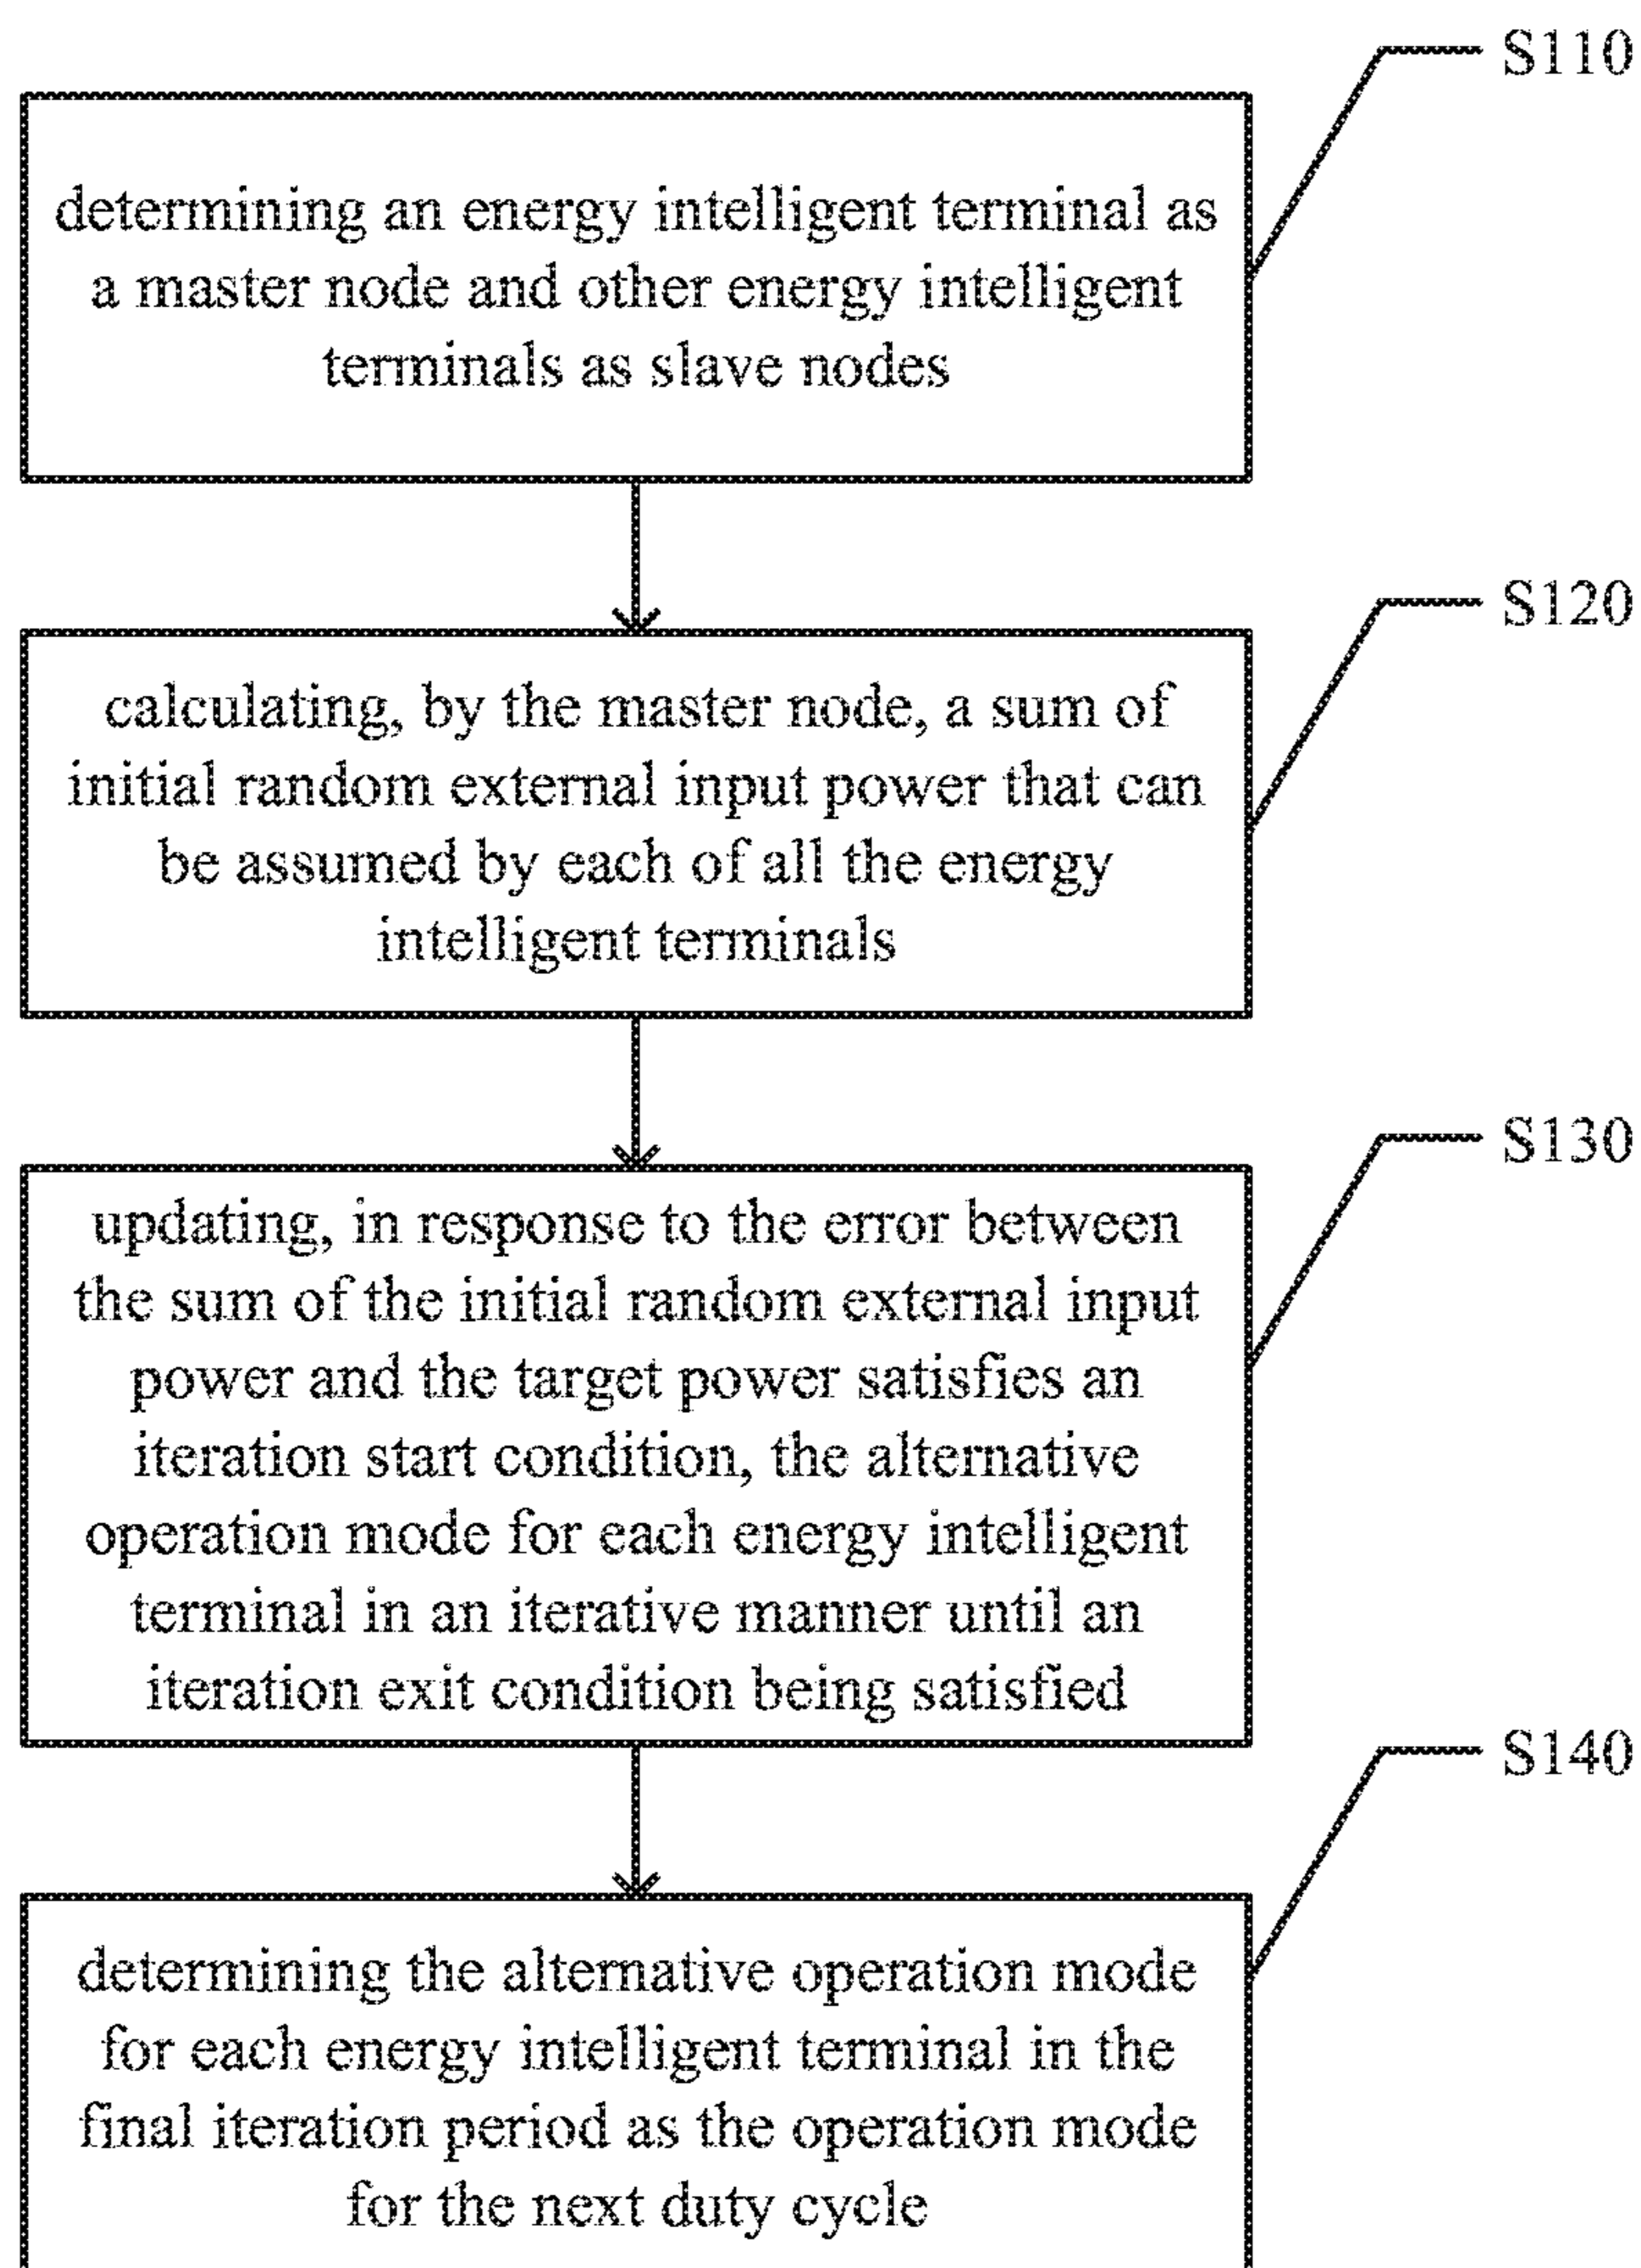 S110
determining an energy intelligent terminal as
a master node and other energy intelligent
terminals as slave nodes
S120
calculating, by the master node, a sum of
initial random external input power that can
be assumed by each of all the energy
intelligent terminals
S130
updating, in response to the error between
the sum of the initial random external input
power and the target power satisfies an
iteration start condition, the alternative
operation mode for each energy intelligent
terminal in an iterative manner until an
iteration exit condition being satisfied
S140
determining the alternative operation mode
for each energy intelligent terminal in the
final iteration period as the operation mode
for the next duty cycle